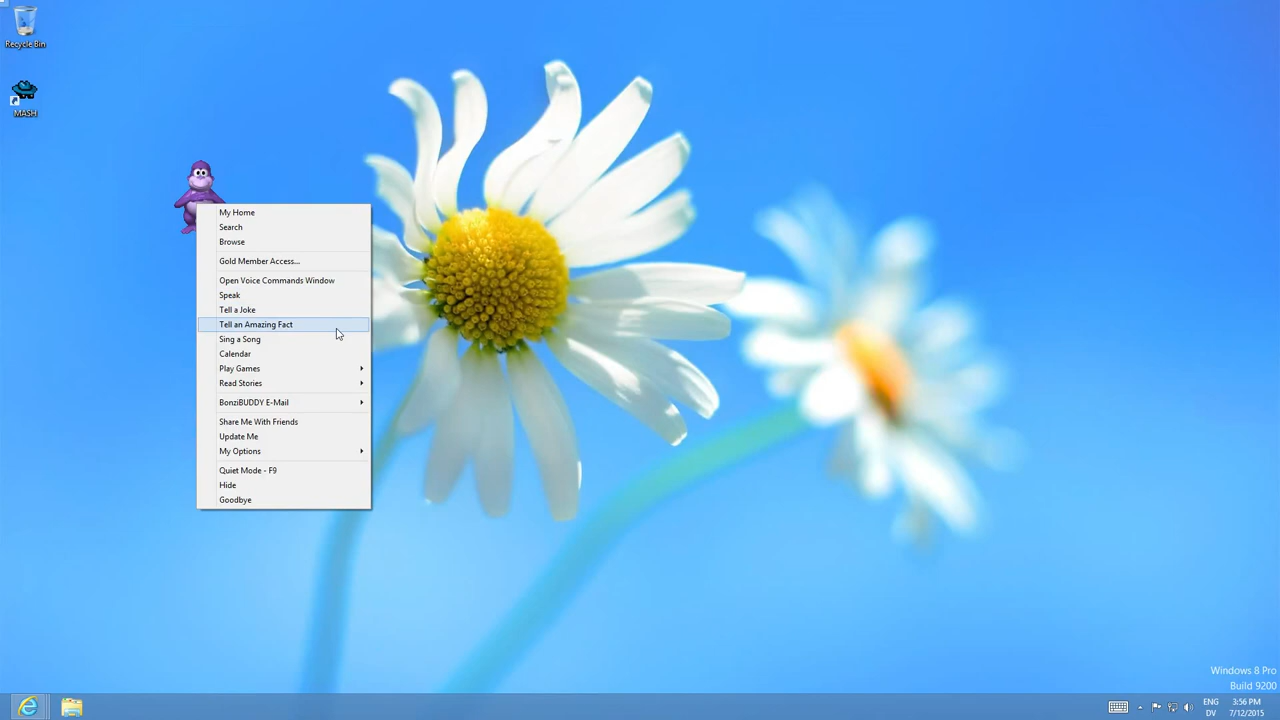 Recycle Bin
MASH
My Home
Search
Browse
Gold Member Access...
Open Voice Commands Window
Speak
Tell a Joke
Tell an Amazing Fact
Sing a Song
Calendar
Play Games
Read Stories
BonziBUDDY E-Mail
Share Me With Friends
Update Me
My Options
Quiet Mode - F9
Hide
Goodbye
Windows 8 Pro
Build 9200
ENG 3:56 PM
DV 7/12/2015